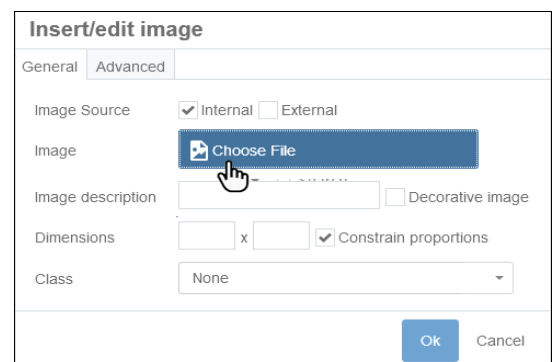 Insert/edit image
General Advanced
Image Source Internal External
Image Choose File
Image description Decorative image
Dimensions x Constrain proportions
Class None
Ok Cancel